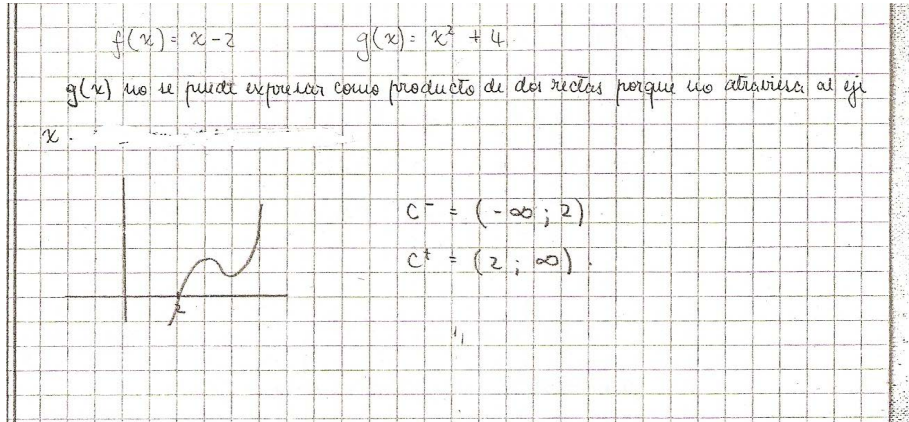 f(x) = x-2 g(x) = x² + 4.
g(x) no se puede expresar como producto de dos rectas porque no atraviesa al eje
x.
C⁻ = (-∞ ; 2)
C⁺ = (2 ; ∞).
2